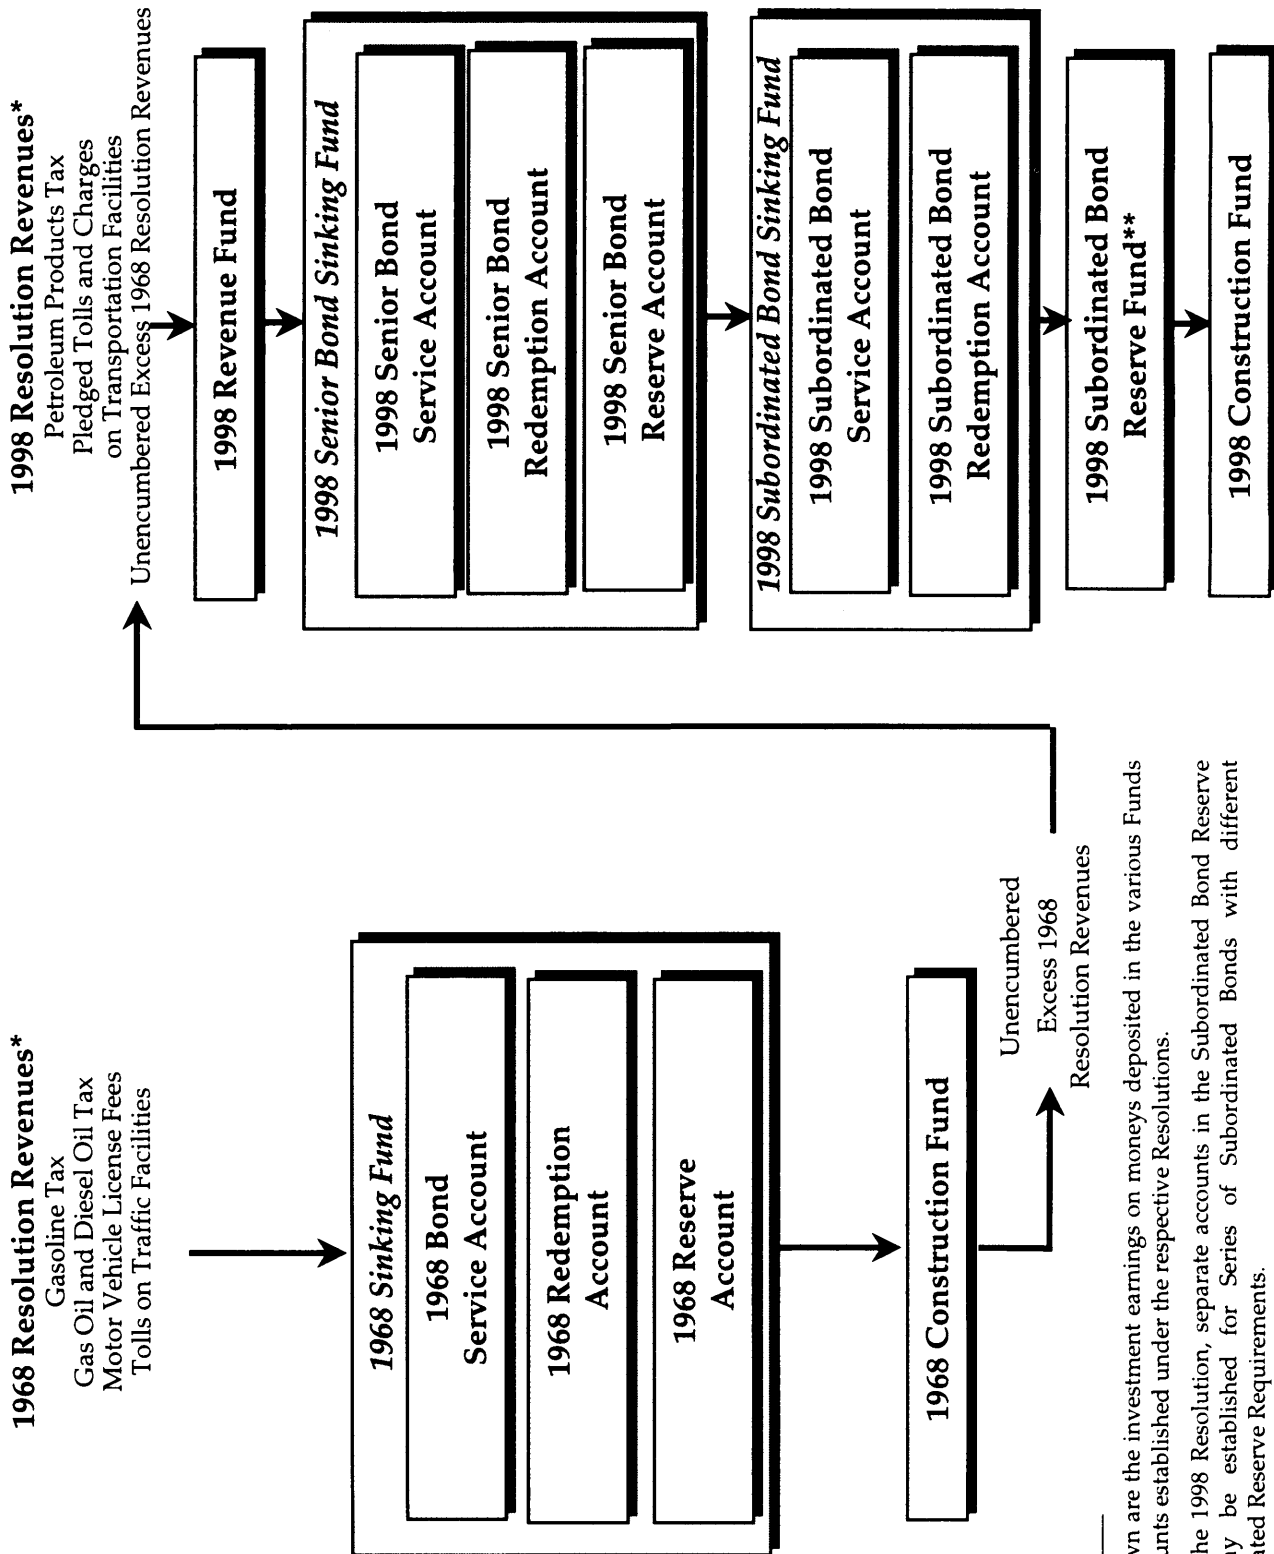 1968 Resolution Revenues*
Gasoline Tax
Gas Oil and Diesel Oil Tax
Motor Vehicle License Fees
Tolls on Traffic Facilities
1968 Sinking Fund
1968 Bond
Service Account
1968 Redemption
Account
1968 Reserve
Account
1968 Construction Fund
Unencumbered
Excess 1968
Resolution Revenues
1998 Resolution Revenues*
Petroleum Products Tax
Pledged Tolls and Charges
on Transportation Facilities
Unencumbered Excess 1968 Resolution Revenues
1998 Revenue Fund
1998 Senior Bond Sinking Fund
1998 Senior Bond
Service Account
1998 Senior Bond
Redemption Account
1998 Senior Bond
Reserve Account
1998 Subordinated Bond Sinking Fund
1998 Subordinated Bond
Service Account
1998 Subordinated Bond
Redemption Account
1998 Subordinated Bond
Reserve Fund**
1998 Construction Fund
are the investment earnings on moneys deposited in the various Funds
established under the respective Resolutions.
1998 Resolution, separate accounts in the Subordinated Bond Reserve
be established for Series of Subordinated Bonds with different
Reserve Requirements.